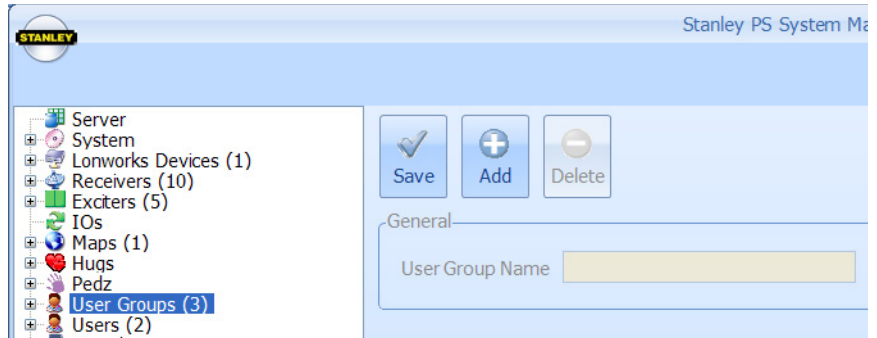 Stanley PS System Ma
STANLEY
Server
System
Lonworks Devices (1)
Receivers (10)
Exciters (5)
IOs
Maps (1)
Hugs
Pedz
User Groups (3)
Users (2)
Save Add Delete
General
User Group Name